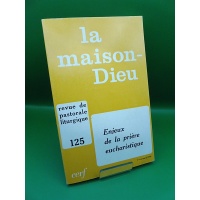 la
maison-
Dieu
revue de
pastorale
liturgique
125
Enjeux
de la prière
eucharistique
cerf